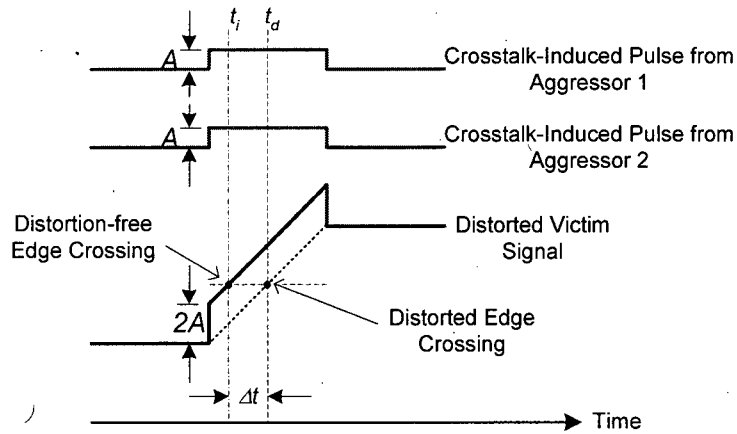 t_i t_d
A
Crosstalk-Induced Pulse from
Aggressor 1
A
Crosstalk-Induced Pulse from
Aggressor 2
Distortion-free
Edge Crossing
Distorted Victim
Signal
2A
Distorted Edge
Crossing
Δt
Time